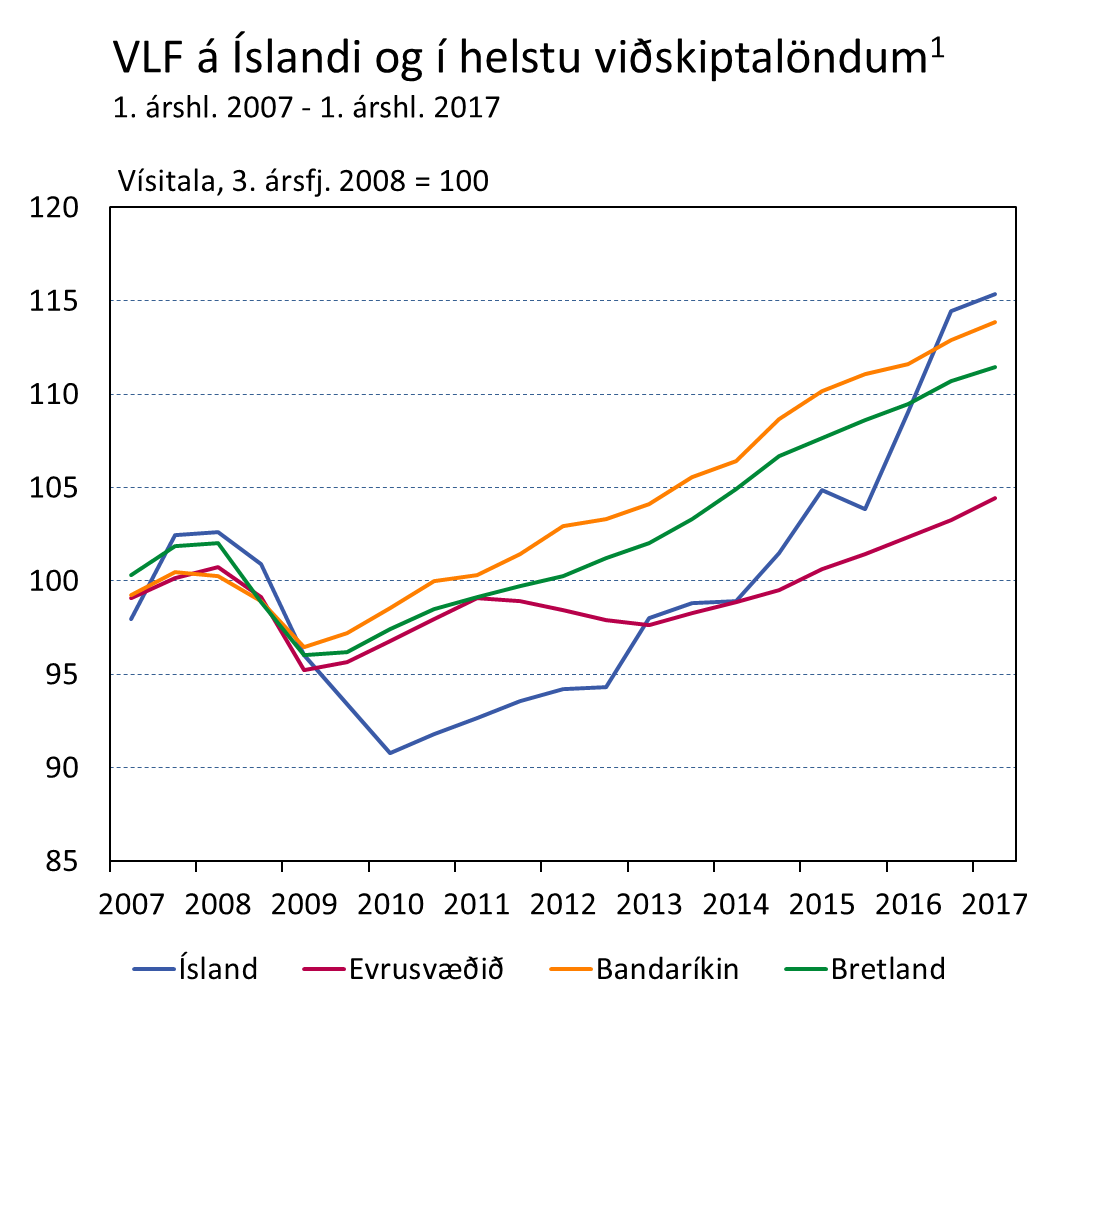 VLF á Íslandi og í helstu viðskiptalöndum¹
1. árshl. 2007 - 1. árshl. 2017
Vísitala, 3. ársfj. 2008 = 100
120
115
110
105
100
95
90
85
2007 2008 2009 2010 2011 2012 2013 2014 2015 2016 2017
Ísland Evrusvæðið Bandaríkin Bretland